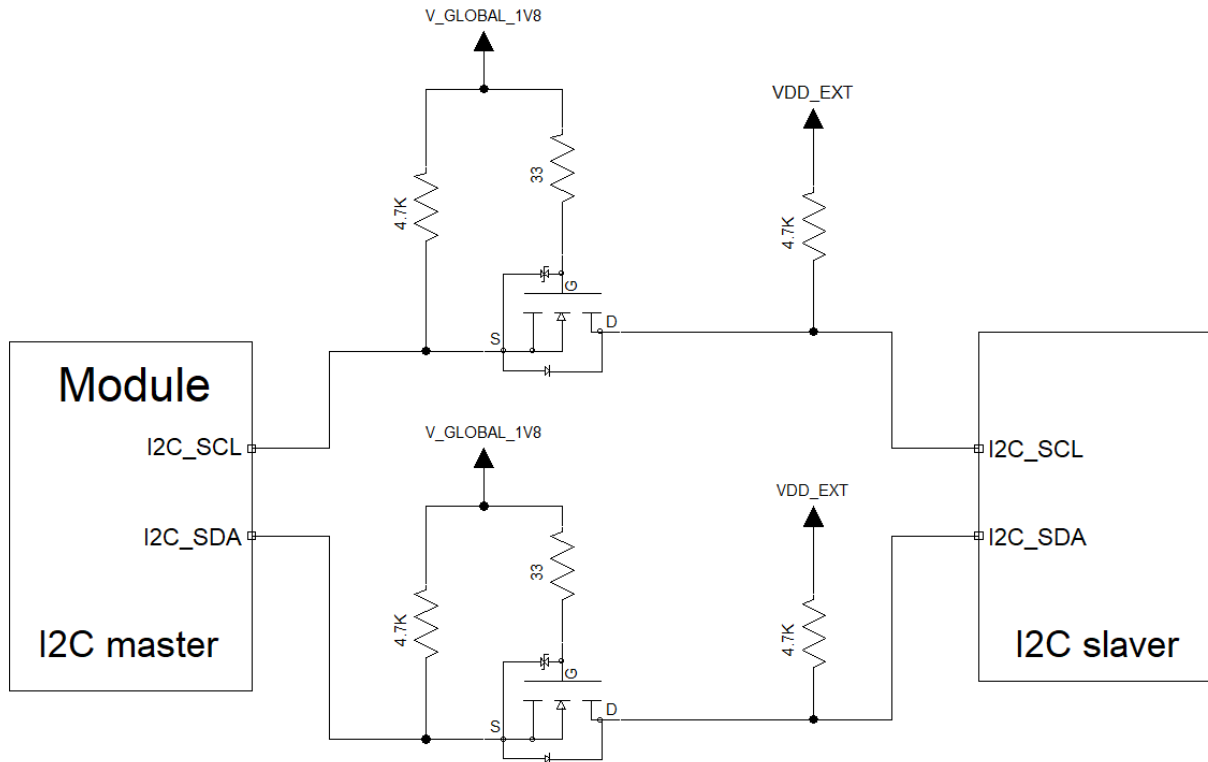 V_GLOBAL_1V8
VDD_EXT
33
4.7K
4.7K
G
S
D
Module
I2C_SCL
I2C_SCL
V_GLOBAL_1V8
VDD_EXT
I2C_SDA
I2C_SDA
33
4.7K
4.7K
I2C master
I2C slaver
G
S
D